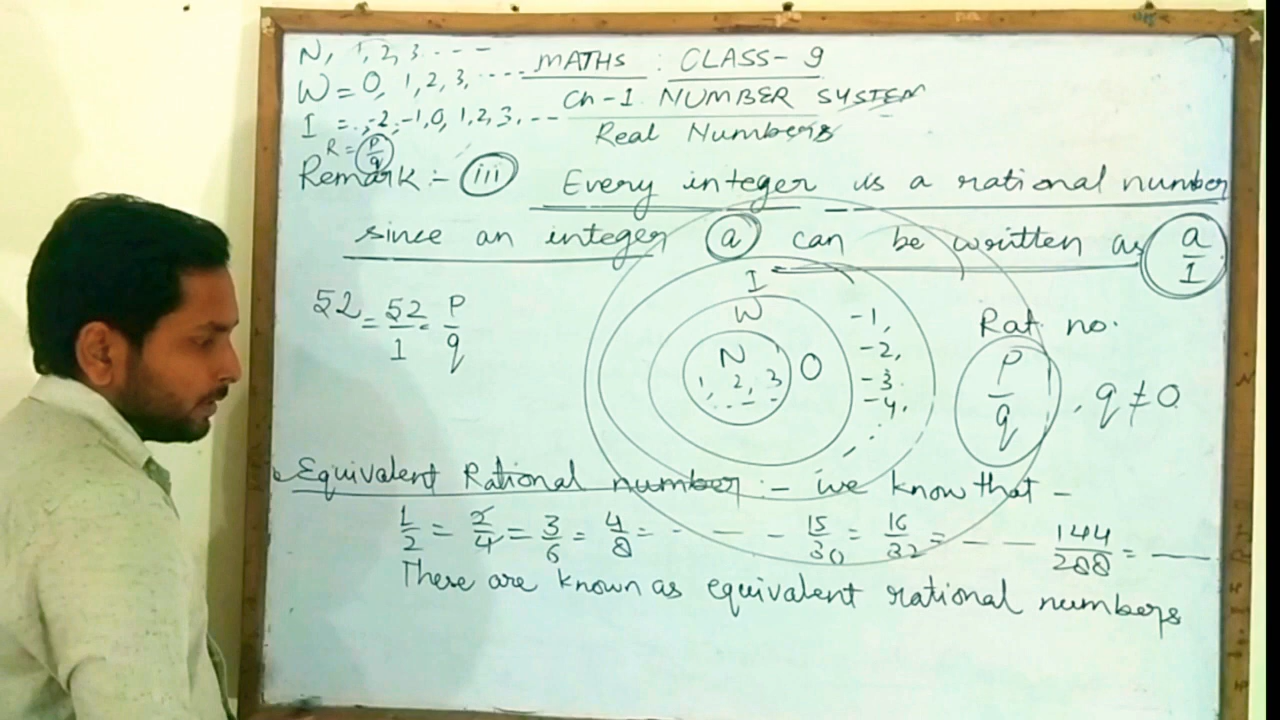 N, 1, 2, 3. - - -
W = 0, 1, 2, 3, ....
I = ., -2, -1, 0, 1, 2, 3, . - -
R = p/q
MATHS : CLASS- 9
Ch-1 NUMBER SYSTEM
Real Numbers
Remark :- (iii) Every integer is a rational number
since an integer (a) can be written as a/1
52 = 52/1 = P/q
I
W
N
0
1, 2, 3
- - - -
-1,
-2,
-3.
-4,
Rat. no.
P/q , q ≠ 0
Equivalent Rational number :- we know that -
1/2 = 2/4 = 3/6 = 4/8 = - - - - 15/30 = 16/32 = - - - 144/288 = - - -
These are known as equivalent rational numbers